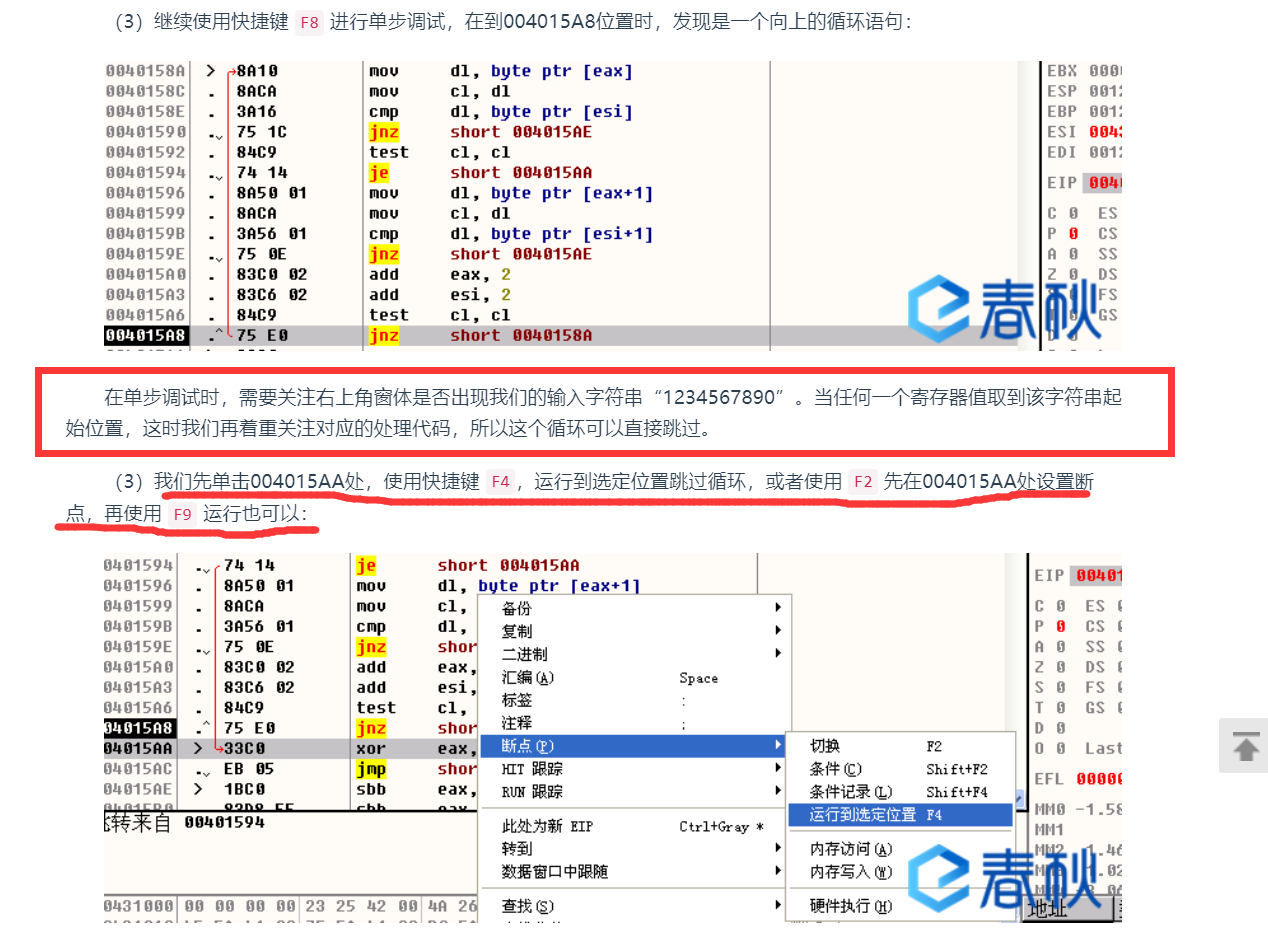 （3）继续使用快捷键 F8 进行单步调试，在到004015A8位置时，发现是一个向上的循环语句：
0040158A > 8A10 mov dl, byte ptr [eax]
0040158C . 8ACA mov cl, dl
0040158E . 3A16 cmp dl, byte ptr [esi]
00401590 . 75 1C jnz short 004015AE
00401592 . 84C9 test cl, cl
00401594 . 74 14 je short 004015AA
00401596 . 8A50 01 mov dl, byte ptr [eax+1]
00401599 . 8ACA mov cl, dl
0040159B . 3A56 01 cmp dl, byte ptr [esi+1]
0040159E . 75 0E jnz short 004015AE
004015A0 . 83C0 02 add eax, 2
004015A3 . 83C6 02 add esi, 2
004015A6 . 84C9 test cl, cl
004015A8 .^ 75 E0 jnz short 0040158A
EBX 000
ESP 0012
EBP 0012
ESI 004
EDI 0012
EIP 004
C 0 ES
P 0 CS
A 0 SS
Z 0 DS
FS
GS
春秋
在单步调试时，需要关注右上角窗体是否出现我们的输入字符串“1234567890”。当任何一个寄存器值取到该字符串起
始位置，这时我们再着重关注对应的处理代码，所以这个循环可以直接跳过。
（3）我们先单击004015AA处，使用快捷键 F4 ，运行到选定位置跳过循环，或者使用 F2 先在004015AA处设置断
点，再使用 F9 运行也可以：
0401594 . 74 14 je short 004015AA
0401596 . 8A50 01 mov dl, byte ptr [eax+1]
0401599 . 8ACA mov cl,
040159B . 3A56 01 cmp dl,
040159E . 75 0E jnz shor
04015A0 . 83C0 02 add eax,
04015A3 . 83C6 02 add esi,
04015A6 . 84C9 test cl,
04015A8 .^ 75 E0 jnz shor
04015AA > 33C0 xor eax,
04015AC . EB 05 jmp shor
04015AE > 1BC0 sbb eax,
跳转来自 00401594
0431000 00 00 00 00 23 25 42 00 4A 26
备份
复制
二进制
汇编(A) Space
标签 :
注释 ;
断点(P)
HIT 跟踪
RUN 跟踪
此处为新 EIP Ctrl+Gray *
转到
数据窗口中跟随
查找(S)
切换 F2
条件(C) Shift+F2
条件记录(L) Shift+F4
运行到选定位置 F4
内存访问(A)
内存写入(W)
硬件执行(H)
EIP 00401
C 0 ES
P 0 CS
A 0 SS
Z 0 DS
S 0 FS
T 0 GS
D 0
O 0 Last
EFL 00000
MM0 -1.58
MM1
春秋
地址